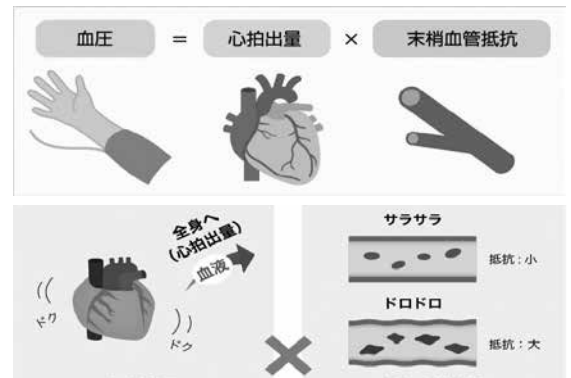 血圧 = 心拍出量 × 末梢血管抵抗
全身へ
(心拍出量)
血液
ドク
ドク
サラサラ
抵抗:小
ドロドロ
抵抗:大